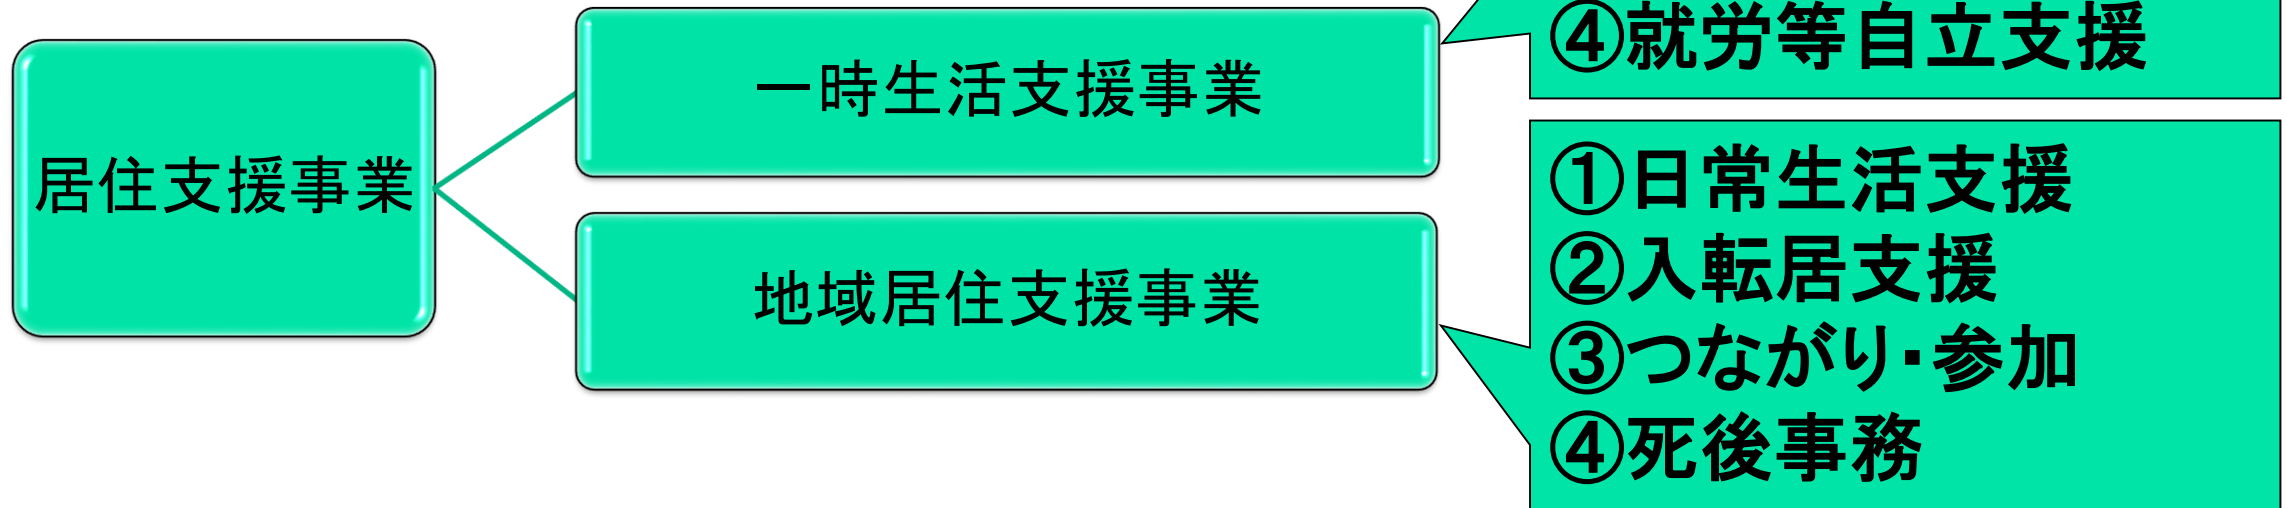 居住支援事業
一時生活支援事業
④就労等自立支援
地域居住支援事業
①日常生活支援
②入転居支援
③つながり・参加
④死後事務